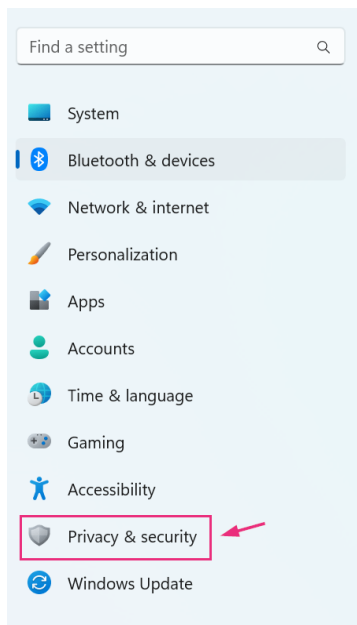 Find a setting
System
Bluetooth & devices
Network & internet
Personalization
Apps
Accounts
Time & language
Gaming
Accessibility
Privacy & security
Windows Update